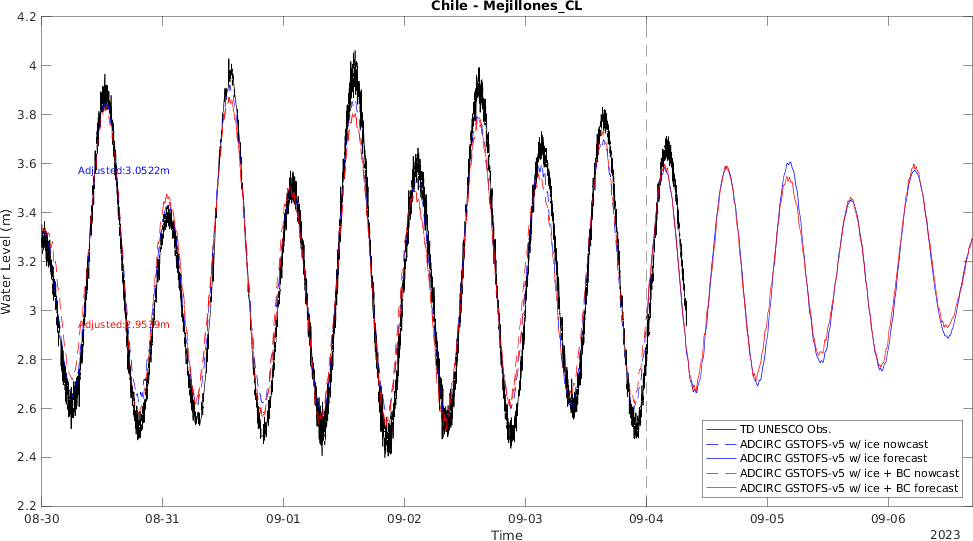 Chile - Mejillones_CL
4.2
4
3.8
3.6
3.4
3.2
3
2.8
2.6
2.4
2.2
Water Level (m)
Adjusted:3.0522m
Adjusted:2.9539m
TD UNESCO Obs.
ADCIRC GSTOFS-v5 w/ ice nowcast
ADCIRC GSTOFS-v5 w/ ice forecast
ADCIRC GSTOFS-v5 w/ ice + BC nowcast
ADCIRC GSTOFS-v5 w/ ice + BC forecast
08-30 08-31 09-01 09-02 09-03 09-04 09-05 09-06
Time
2023